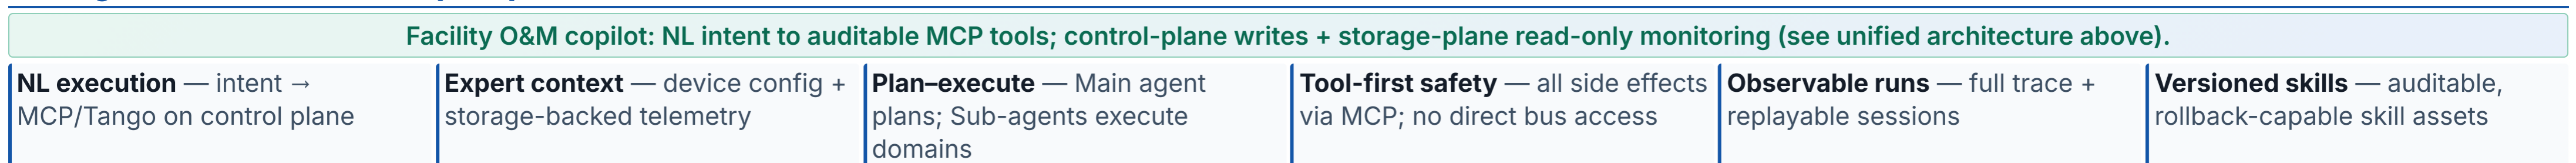 Facility O&M copilot: NL intent to auditable MCP tools; control-plane writes + storage-plane read-only monitoring (see unified architecture above).
NL execution — intent →
MCP/Tango on control plane
Expert context — device config +
storage-backed telemetry
Plan–execute — Main agent
plans; Sub-agents execute
domains
Tool-first safety — all side effects
via MCP; no direct bus access
Observable runs — full trace +
replayable sessions
Versioned skills — auditable,
rollback-capable skill assets